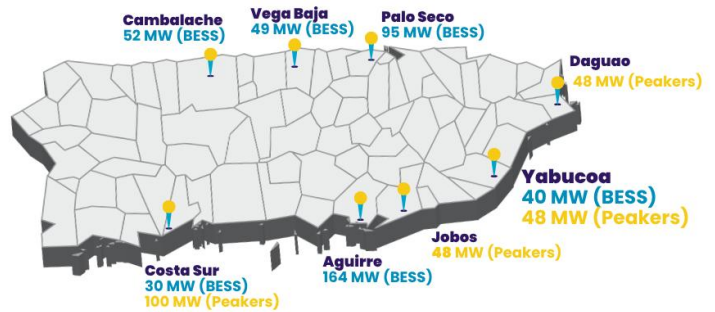 Cambalache
52 MW (BESS)
Vega Baja
49 MW (BESS)
Palo Seco
95 MW (BESS)
Daguao
48 MW (Peakers)
Yabucoa
40 MW (BESS)
48 MW (Peakers)
Jobos
48 MW (Peakers)
Aguirre
164 MW (BESS)
Costa Sur
30 MW (BESS)
100 MW (Peakers)